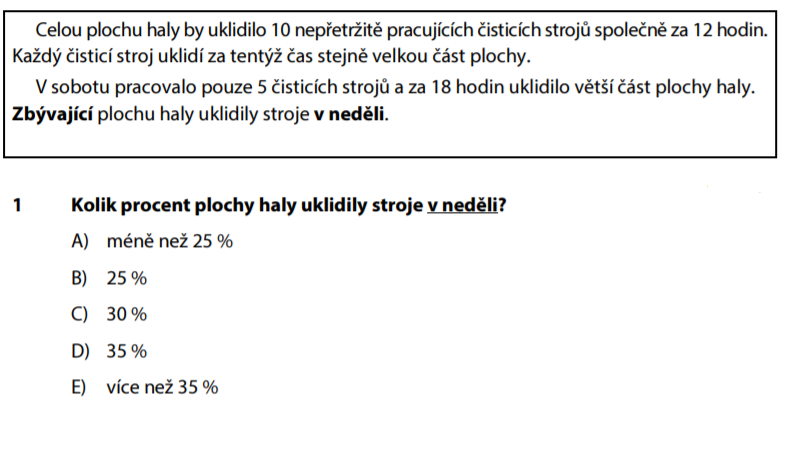 Celou plochu haly by uklidilo 10 nepřetržitě pracujících čisticích strojů společně za 12 hodin.
Každý čisticí stroj uklidí za tentýž čas stejně velkou část plochy.
V sobotu pracovalo pouze 5 čisticích strojů a za 18 hodin uklidilo větší část plochy haly.
Zbývající plochu haly uklidily stroje v neděli.
1 Kolik procent plochy haly uklidily stroje v neděli?
A) méně než 25 %
B) 25 %
C) 30 %
D) 35 %
E) více než 35 %